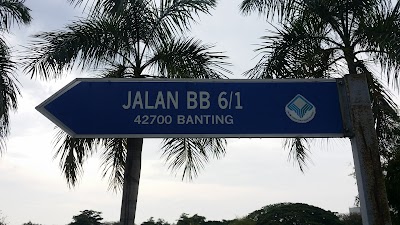 JALAN BB 6/1
42700 BANTING